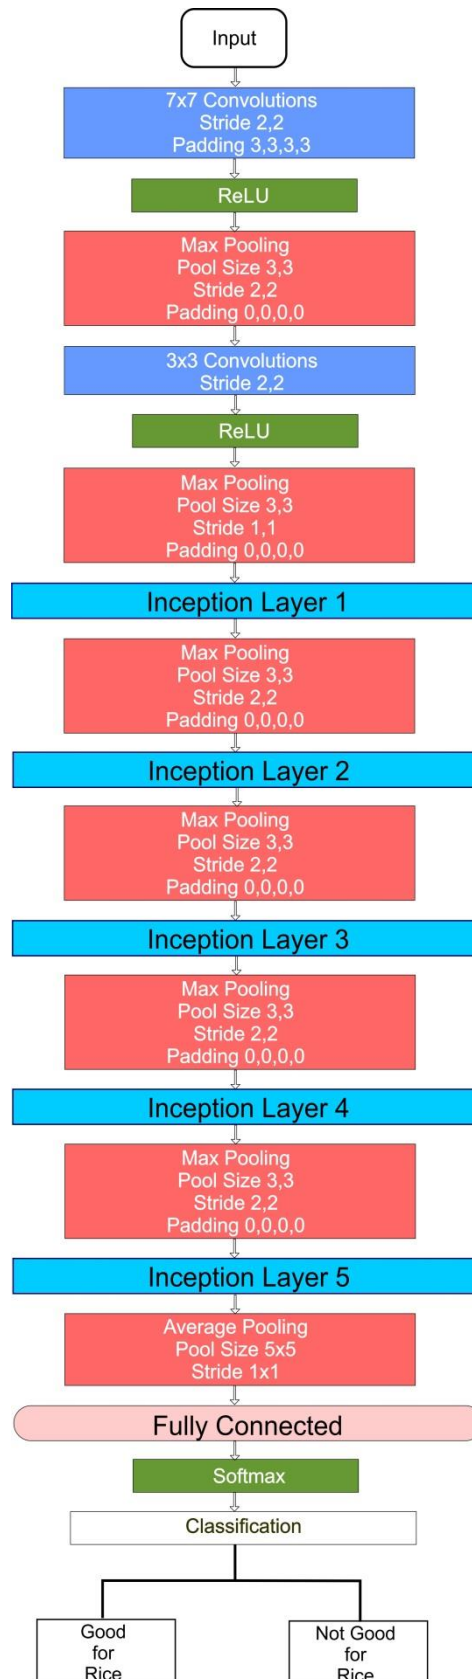 Input
7x7 Convolutions
Stride 2,2
Padding 3,3,3,3
ReLU
Max Pooling
Pool Size 3,3
Stride 2,2
Padding 0,0,0,0
3x3 Convolutions
Stride 2,2
ReLU
Max Pooling
Pool Size 3,3
Stride 1,1
Padding 0,0,0,0
Inception Layer 1
Max Pooling
Pool Size 3,3
Stride 2,2
Padding 0,0,0,0
Inception Layer 2
Max Pooling
Pool Size 3,3
Stride 2,2
Padding 0,0,0,0
Inception Layer 3
Max Pooling
Pool Size 3,3
Stride 2,2
Padding 0,0,0,0
Inception Layer 4
Max Pooling
Pool Size 3,3
Stride 2,2
Padding 0,0,0,0
Inception Layer 5
Average Pooling
Pool Size 5x5
Stride 1x1
Fully Connected
Softmax
Classification
Good
for
Rice
Not Good
for
Rice